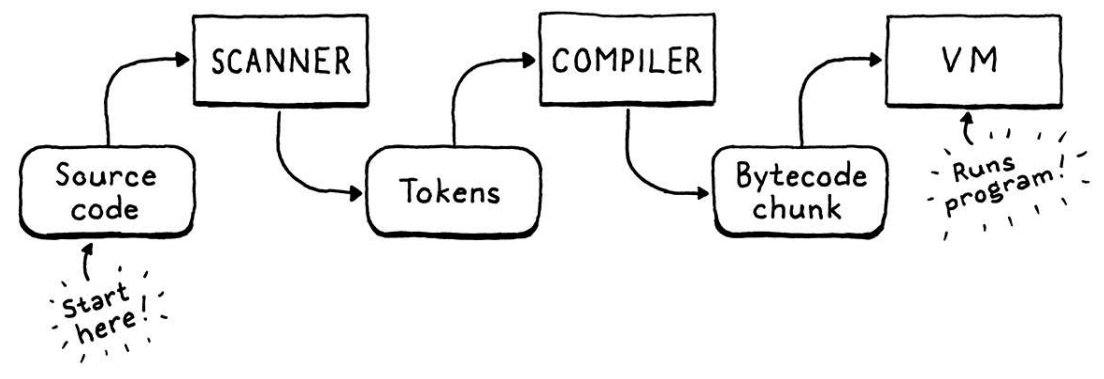 SCANNER
COMPILER
VM
Source
code
Tokens
Bytecode
chunk
Runs
program!
Start
here!